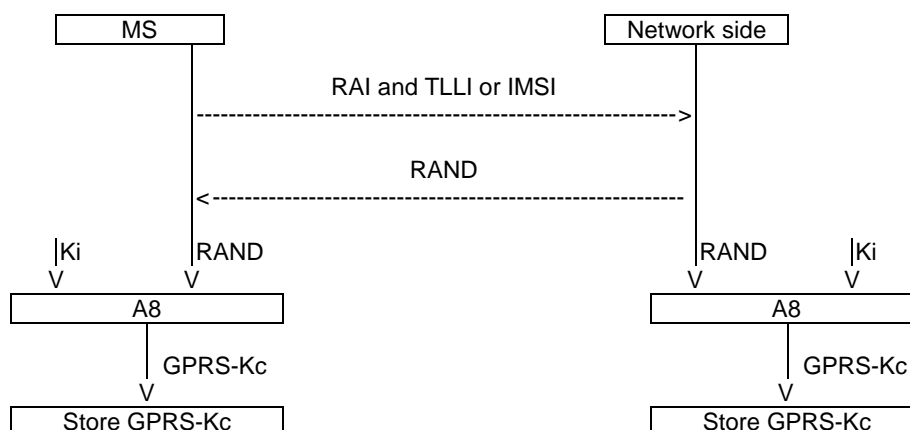 MS Network side
RAI and TLLI or IMSI
------------------------------------------------------->
RAND
<-------------------------------------------------------
Ki RAND RAND Ki
V V V V
A8 A8
GPRS-Kc GPRS-Kc
V V
Store GPRS-Kc Store GPRS-Kc